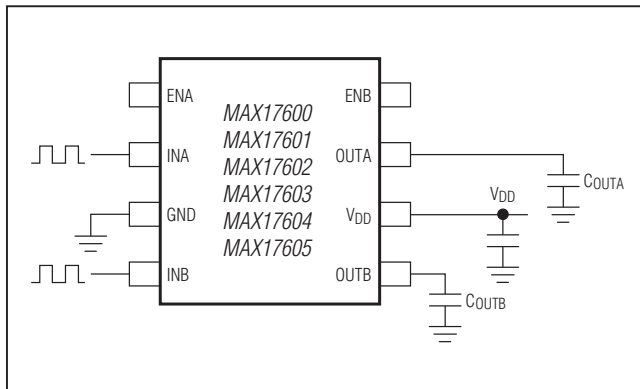 ENA
INA
GND
INB
MAX17600
MAX17601
MAX17602
MAX17603
MAX17604
MAX17605
ENB
OUTA
VDD
OUTB
COUTA
VDD
COUTB